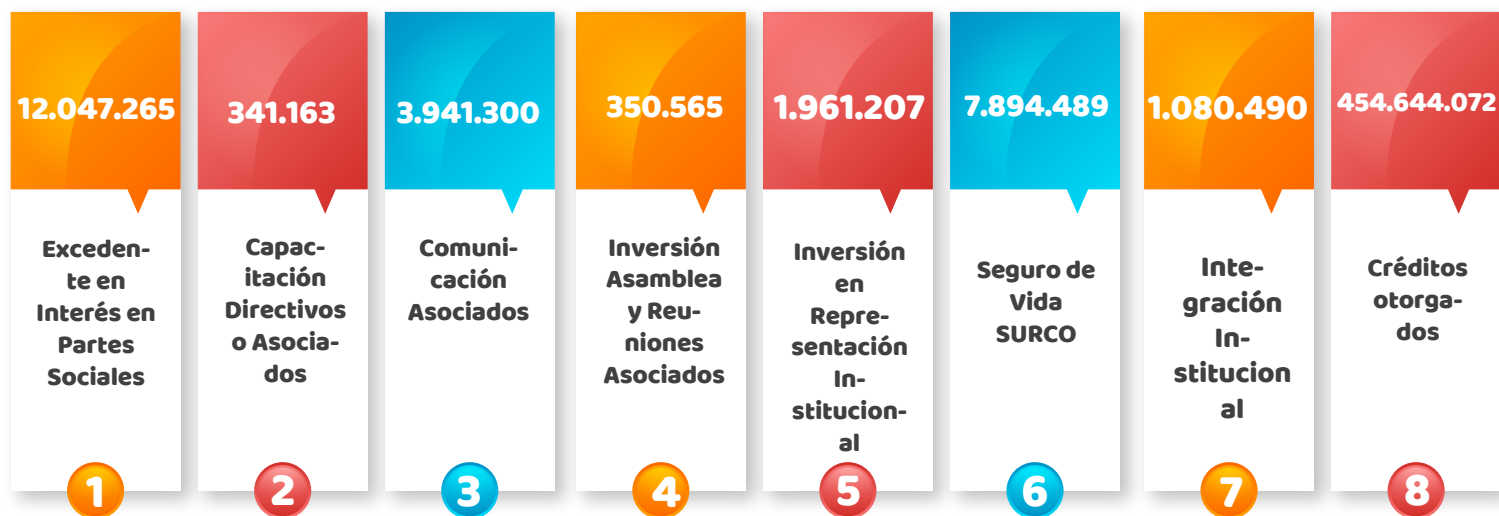 12.047.265
Exceden-
te en
Interés en
Partes
Sociales
1
341.163
Capac-
itación
Directivos
o Asocia-
dos
2
3.941.300
Comuni-
cación
Asociados
3
350.565
Inversión
Asamblea
y Reu-
niones
Asociados
4
1.961.207
Inversión
en
Repre-
sentación
In-
stitucion-
al
5
7.894.489
Seguro de
Vida
SURCO
6
1.080.490
Inte-
gración
In-
stitucion
al
7
454.644.072
Créditos
otorga-
dos
8